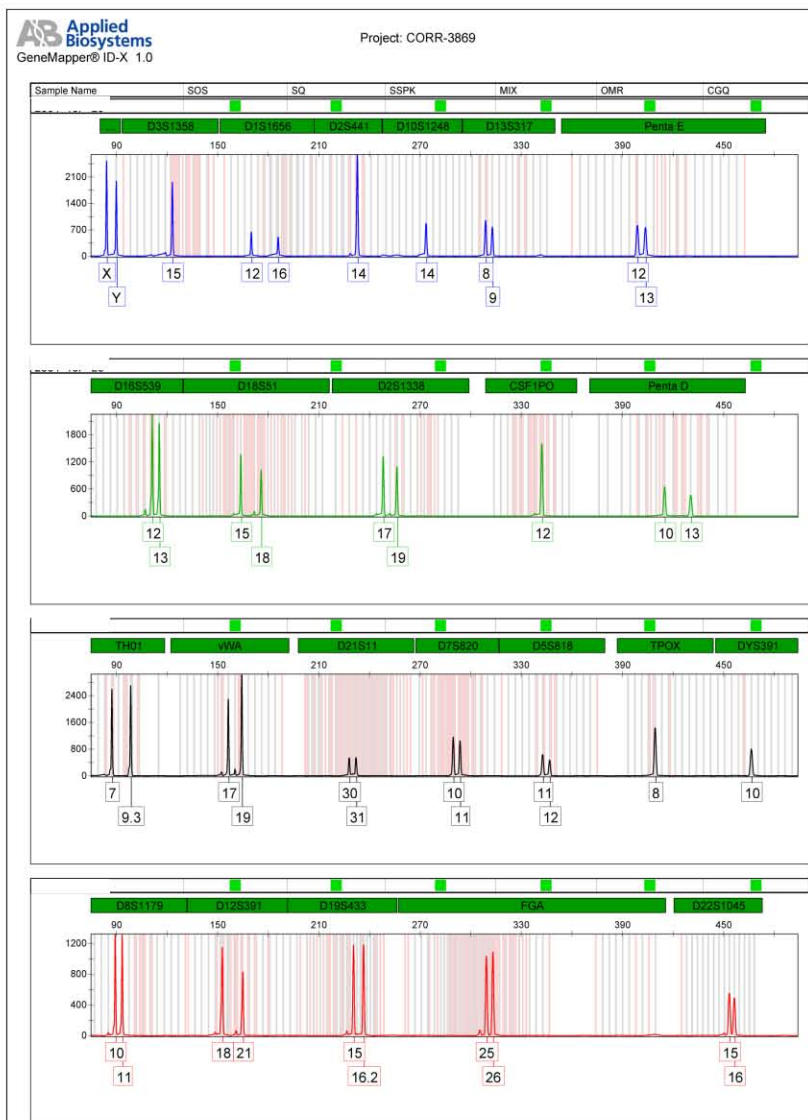 AB Applied Biosystems
GeneMapper® ID-X 1.0
Project: CORR-3869
Sample Name SOS SQ SSPK MIX OMR CGQ
D3S1358 D1S1656 D2S441 D10S1248 D13S317 Penta E
90 150 210 270 330 390 450
2100
1400
700
0
X 15 12 16 14 14 8 12
Y 9 13
D16S539 D18S51 D2S1338 CSF1PO Penta D
90 150 210 270 330 390 450
1800
1200
600
0
12 15 17 12 10 13
13 18 19
TH01 vWA D21S11 D7S820 D5S818 TPOX DYS391
90 150 210 270 330 390 450
2400
1600
800
0
7 17 30 10 11 8 10
9.3 19 31 11 12
D8S1179 D12S391 D19S433 FGA D22S1045
90 150 210 270 330 390 450
1200
800
400
0
10 18 21 15 25 15
11 16.2 26 16